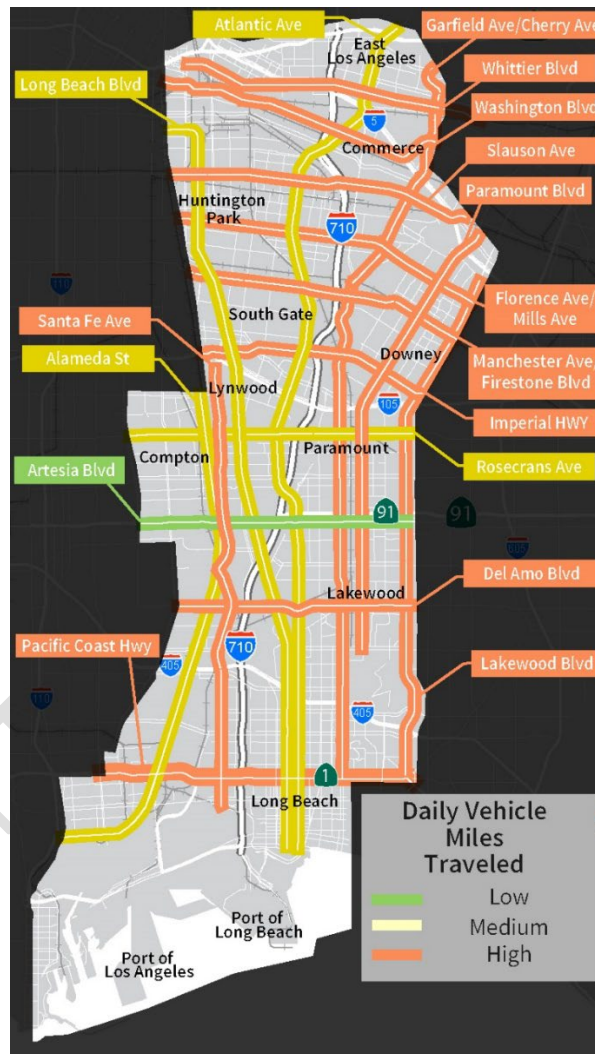 Atlantic Ave
Garfield Ave/Cherry Ave
East
Los Angeles
Whittier Blvd
Long Beach Blvd
Washington Blvd
5
Commerce
Slauson Ave
Paramount Blvd
Huntington
Park
710
110
Florence Ave/
Mills Ave
South Gate
Santa Fe Ave
Downey
Manchester Ave/
Firestone Blvd
Alameda St
Lynwood
105
Imperial HWY
Compton
Paramount
Rosecrans Ave
Artesia Blvd
91
91
605
Lakewood
Del Amo Blvd
Pacific Coast Hwy
710
405
Lakewood Blvd
110
405
1
Long Beach
Daily Vehicle
Miles
Traveled
Low
Medium
High
Port of
Long Beach
Port of
Los Angeles